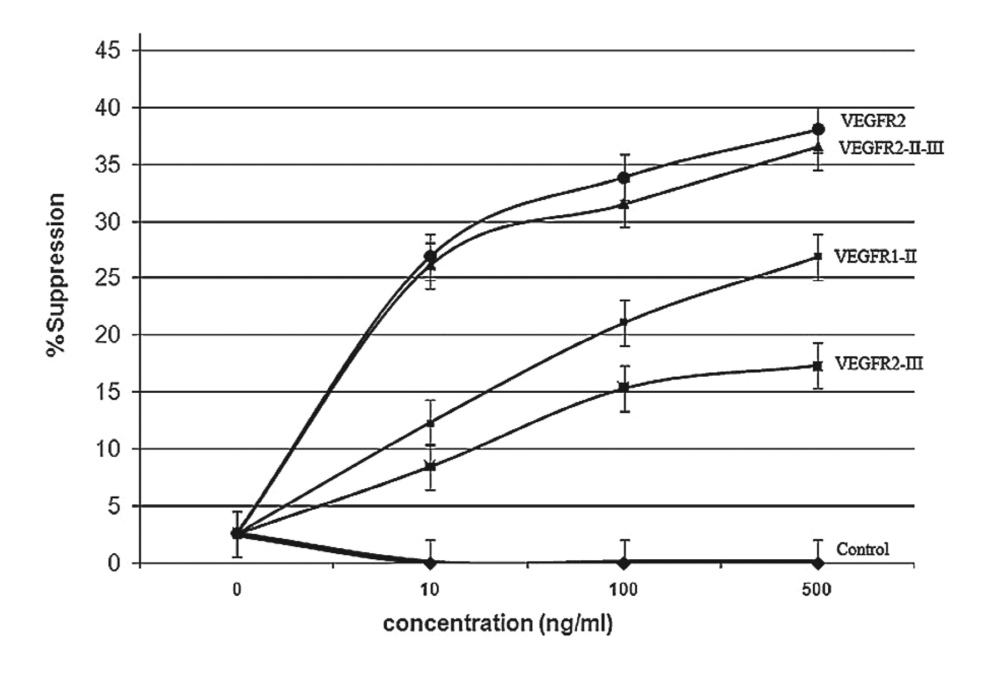 45
40
35
30
25
20
15
10
5
0
%Suppression
VEGFR2
VEGFR2-II-III
VEGFR1-II
VEGFR2-III
Control
0 10 100 500
concentration (ng/ml)